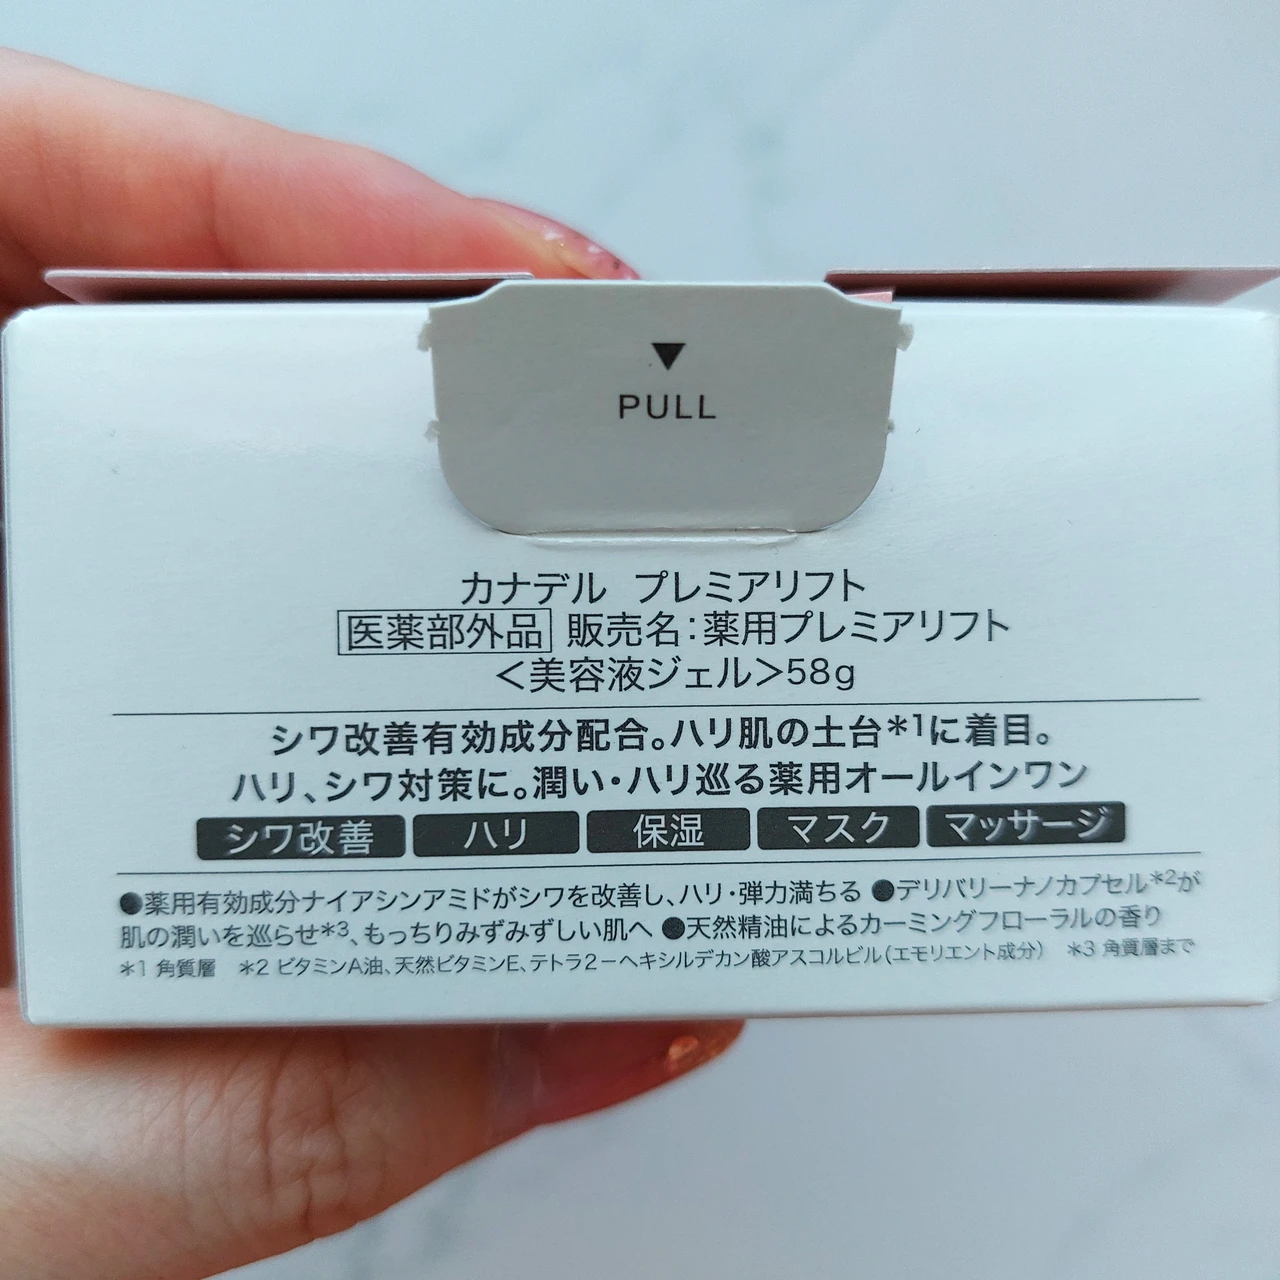 ▼
PULL
カナデル プレミアリフト
医薬部外品 販売名：薬用プレミアリフト
＜美容液ジェル＞58g
シワ改善有効成分配合。ハリ肌の土台＊1に着目。
ハリ、シワ対策に。潤い・ハリ巡る薬用オールインワン
シワ改善 ハリ 保湿 マスク マッサージ
●薬用有効成分ナイアシンアミドがシワを改善し、ハリ・弾力満ちる ●デリバリーナノカプセル＊2が
肌の潤いを巡らせ＊3、もっちりみずみずしい肌へ ●天然精油によるカーミングフローラルの香り
＊1 角質層 ＊2 ビタミンA油、天然ビタミンE、テトラ2−ヘキシルデカン酸アスコルビル（エモリエント成分） ＊3 角質層まで